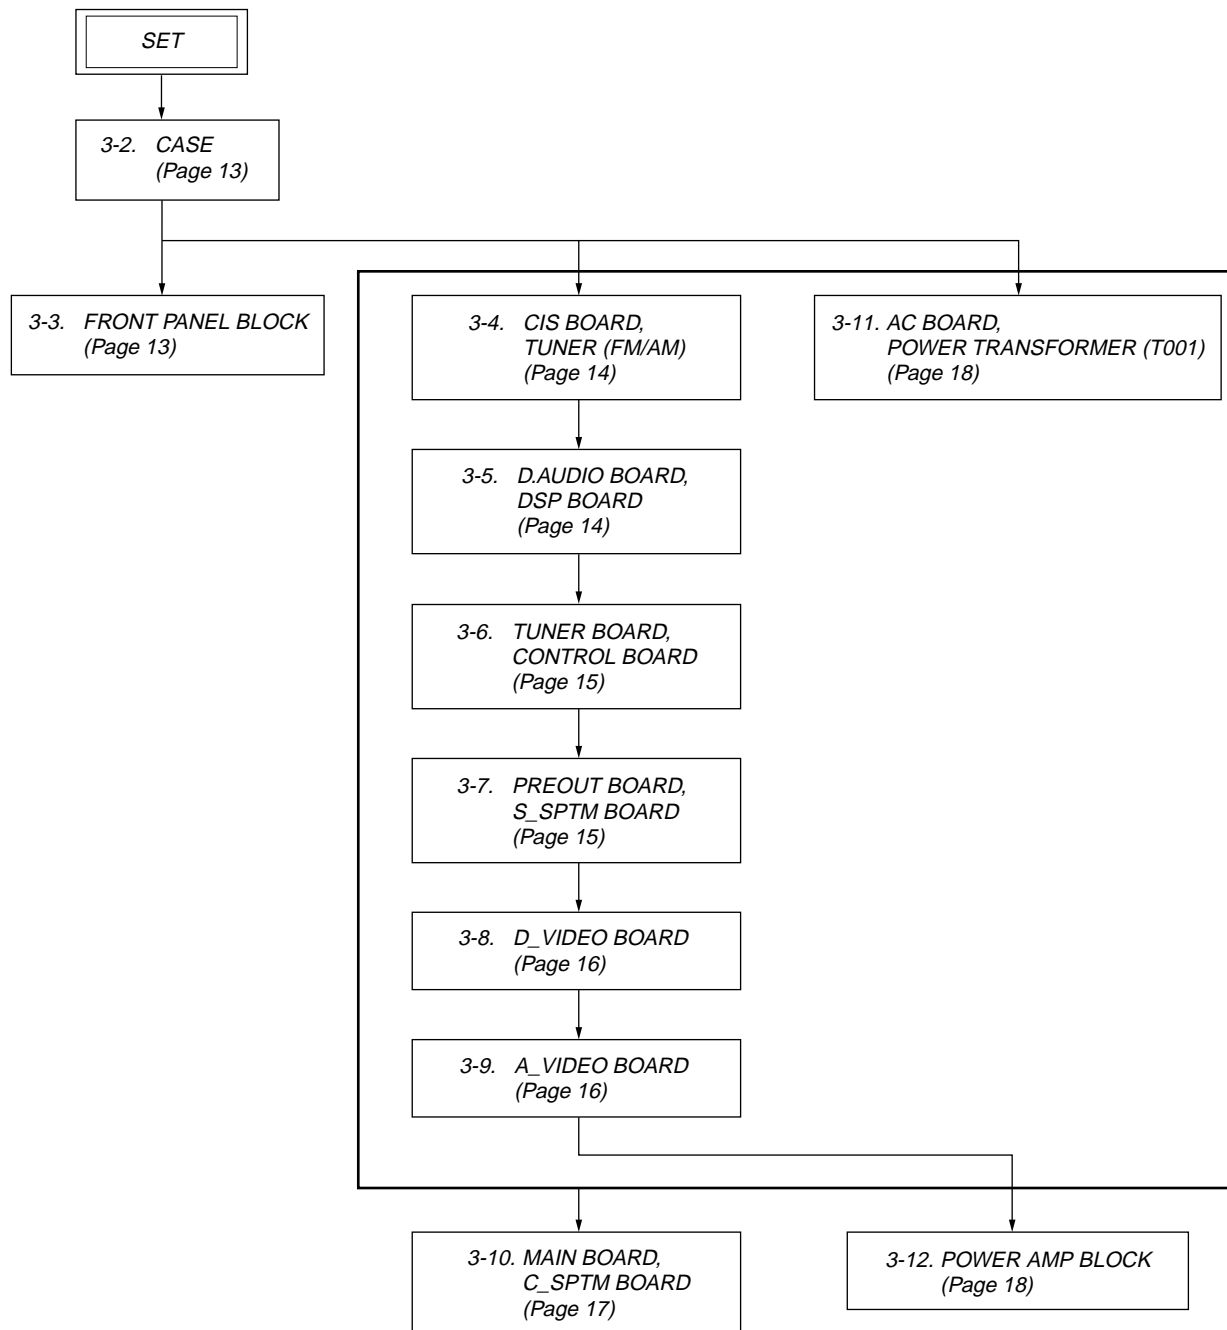 SET
3-2. CASE
(Page 13)
3-3. FRONT PANEL BLOCK
(Page 13)
3-4. CIS BOARD,
TUNER (FM/AM)
(Page 14)
3-11. AC BOARD,
POWER TRANSFORMER (T001)
(Page 18)
3-5. D.AUDIO BOARD,
DSP BOARD
(Page 14)
3-6. TUNER BOARD,
CONTROL BOARD
(Page 15)
3-7. PREOUT BOARD,
S_SPTM BOARD
(Page 15)
3-8. D_VIDEO BOARD
(Page 16)
3-9. A_VIDEO BOARD
(Page 16)
3-10. MAIN BOARD,
C_SPTM BOARD
(Page 17)
3-12. POWER AMP BLOCK
(Page 18)